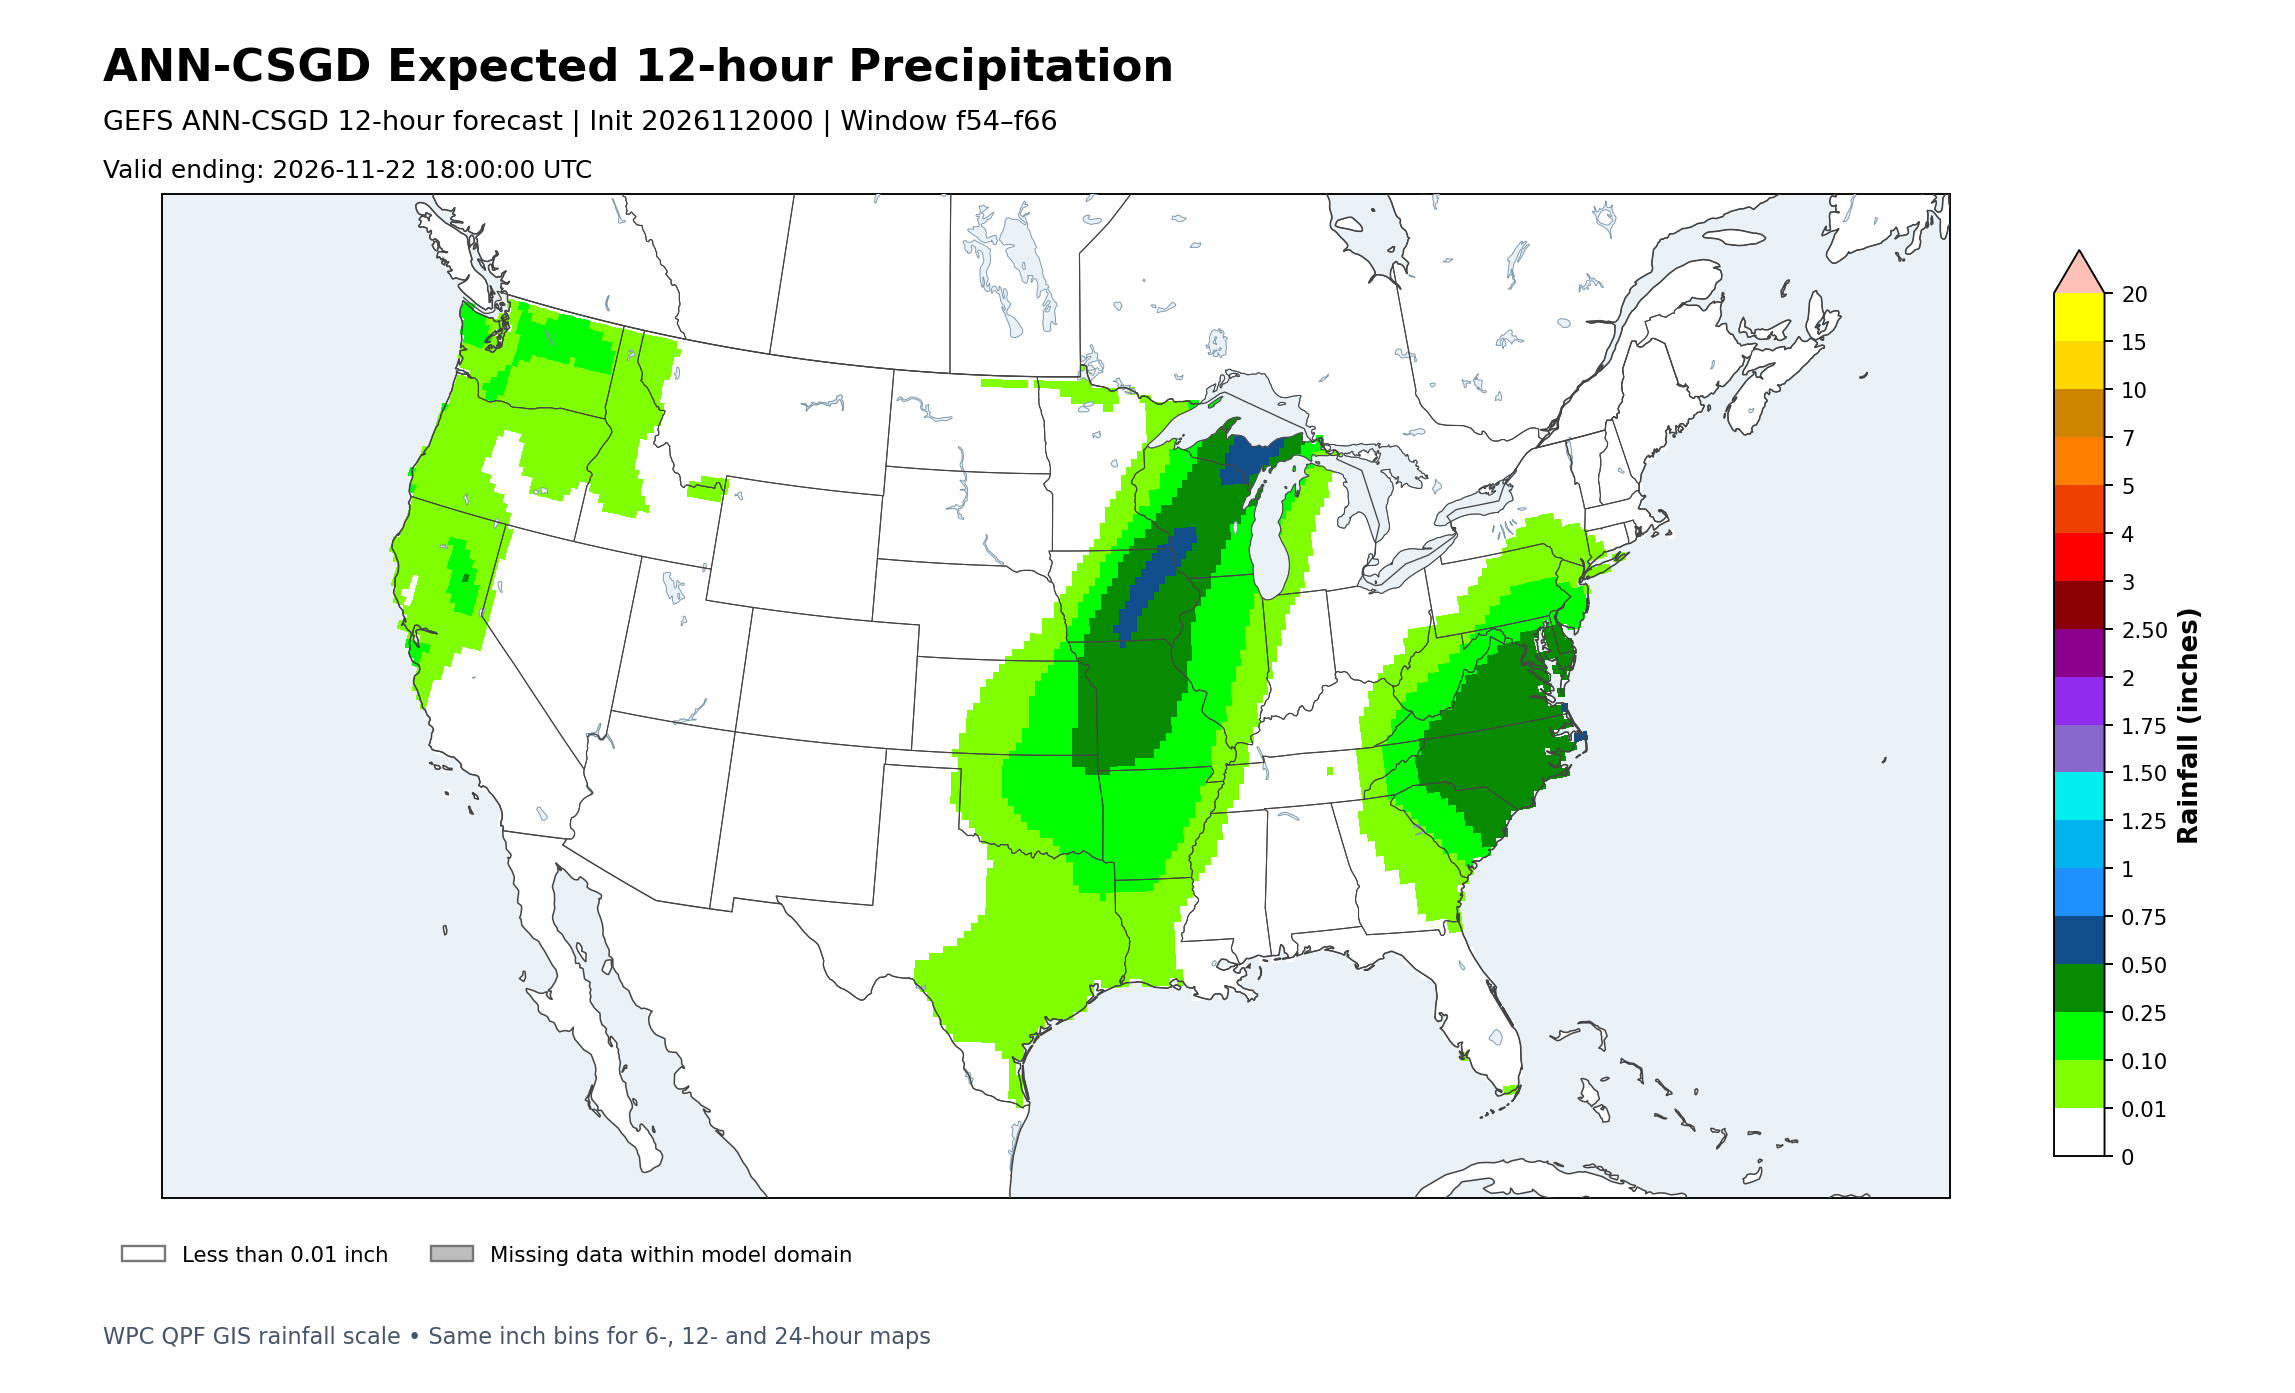 ANN-CSGD Expected 12-hour Precipitation
GEFS ANN-CSGD 12-hour forecast | Init 2026112000 | Window f54–f66
Valid ending: 2026-11-22 18:00:00 UTC
20
15
10
7
5
4
3
2.50
2
1.75
1.50
1.25
1
0.75
0.50
0.25
0.10
0.01
0
Rainfall (inches)
Less than 0.01 inch
Missing data within model domain
WPC QPF GIS rainfall scale • Same inch bins for 6-, 12- and 24-hour maps